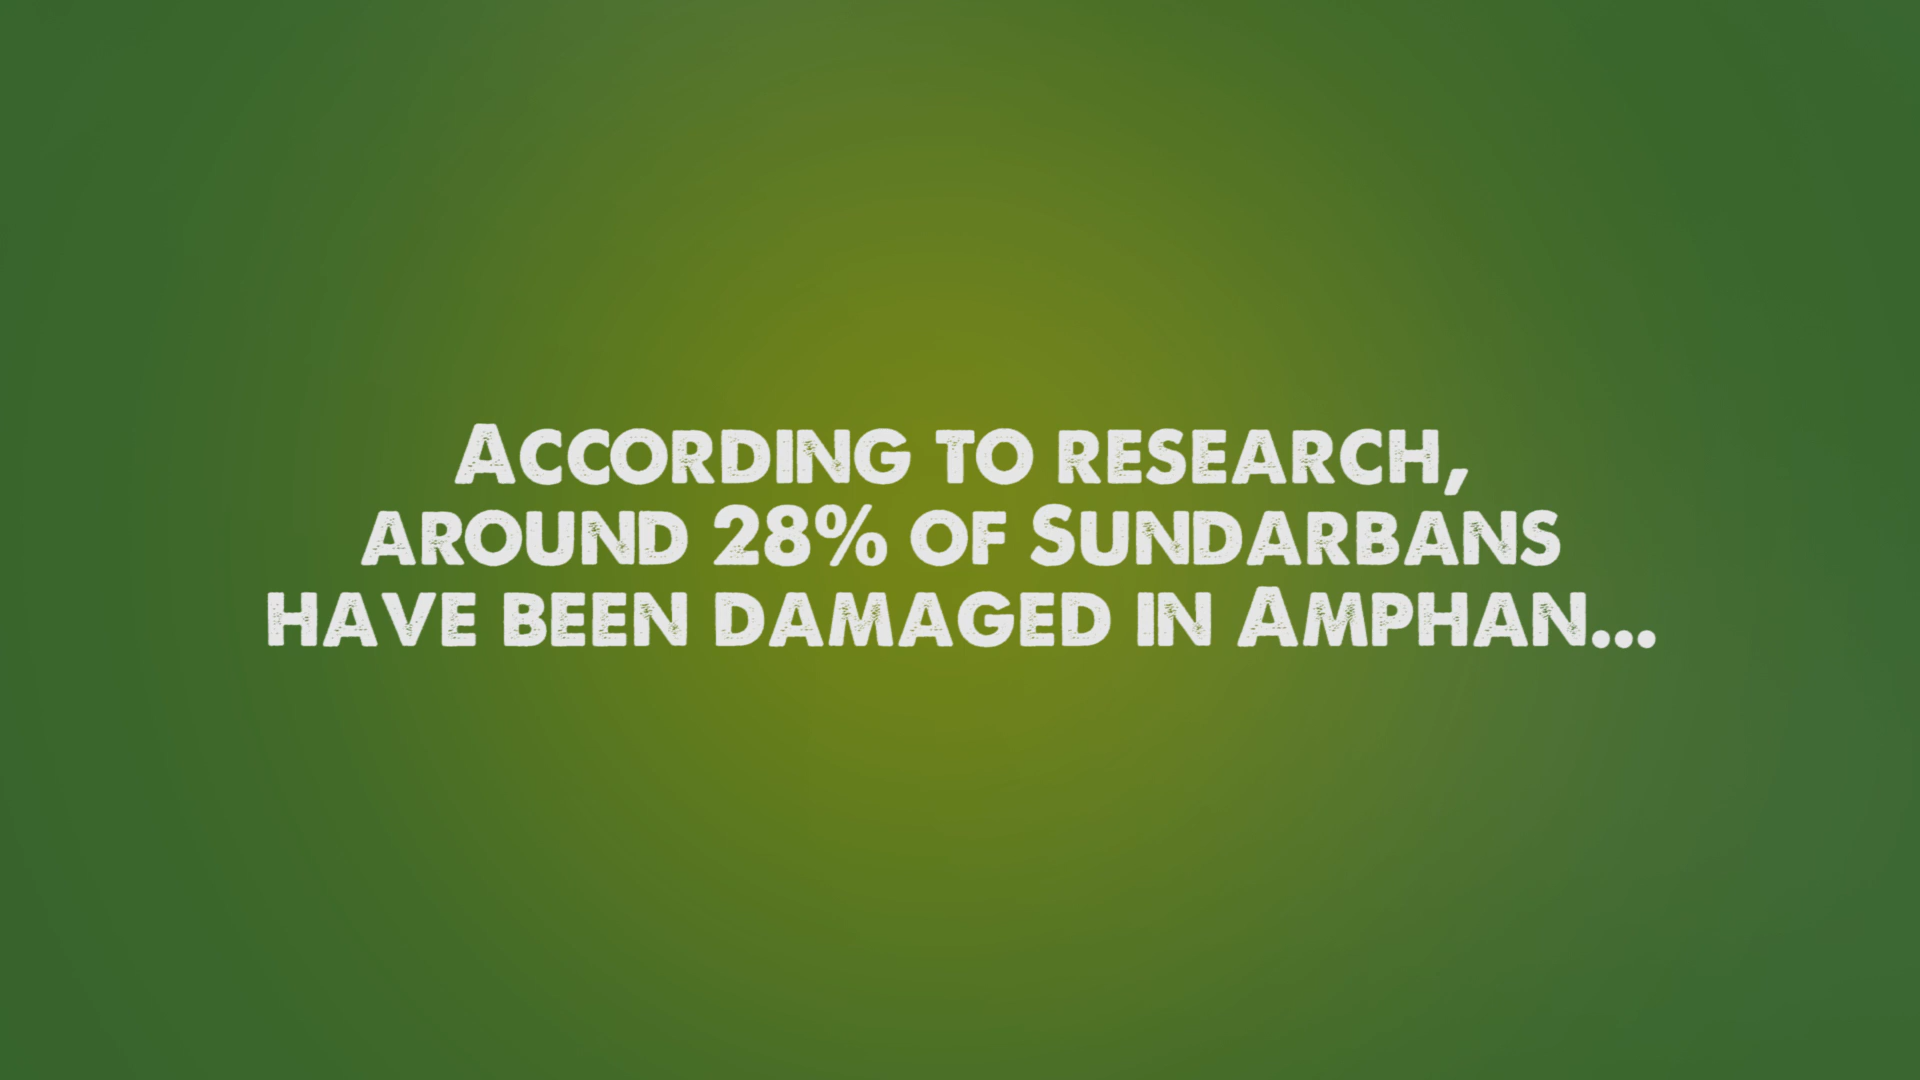 According to research,
around 28% of Sundarbans
have been damaged in Amphan...